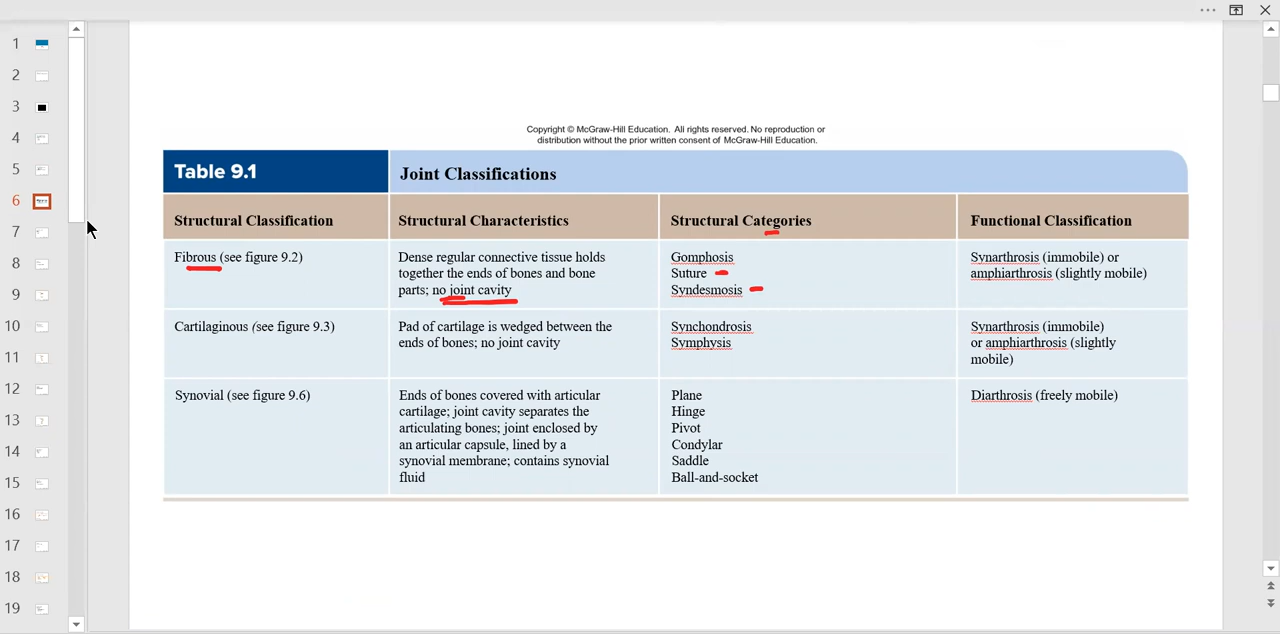 1
2
3
4
5
6
7
8
9
10
11
12
13
14
15
16
17
18
19
Copyright © McGraw-Hill Education. All rights reserved. No reproduction or
distribution without the prior written consent of McGraw-Hill Education.
Table 9.1
Joint Classifications
Structural Classification
Structural Characteristics
Structural Categories
Functional Classification
Fibrous (see figure 9.2)
Dense regular connective tissue holds
together the ends of bones and bone
parts; no joint cavity
Gomphosis
Suture
Syndesmosis
Synarthrosis (immobile) or
amphiarthrosis (slightly mobile)
Cartilaginous (see figure 9.3)
Pad of cartilage is wedged between the
ends of bones; no joint cavity
Synchondrosis
Symphysis
Synarthrosis (immobile)
or amphiarthrosis (slightly
mobile)
Synovial (see figure 9.6)
Ends of bones covered with articular
cartilage; joint cavity separates the
articulating bones; joint enclosed by
an articular capsule, lined by a
synovial membrane; contains synovial
fluid
Plane
Hinge
Pivot
Condylar
Saddle
Ball-and-socket
Diarthrosis (freely mobile)